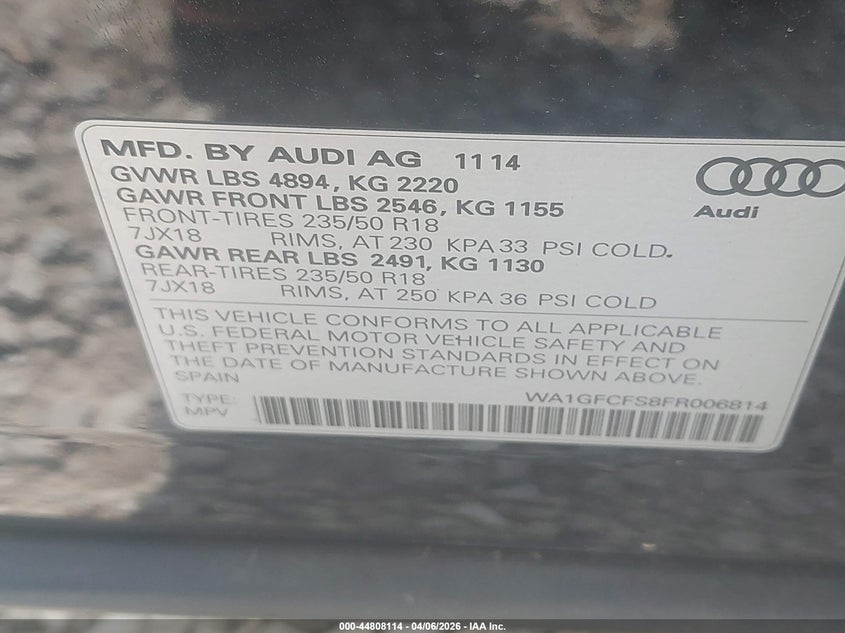 MFD. BY AUDI AG 1114
GVWR LBS 4894, KG 2220
GAWR FRONT LBS 2546, KG 1155
FRONT-TIRES 235/50 R18
7JX18 RIMS, AT 230 KPA 33 PSI COLD.
GAWR REAR LBS 2491, KG 1130
REAR-TIRES 235/50 R18
7JX18 RIMS, AT 250 KPA 36 PSI COLD
Audi
THIS VEHICLE CONFORMS TO ALL APPLICABLE
U.S. FEDERAL MOTOR VEHICLE SAFETY AND
THEFT PREVENTION STANDARDS IN EFFECT ON
THE DATE OF MANUFACTURE SHOWN ABOVE.
SPAIN
WA1GFCFS8FR006814
TYPE:
MPV
000-44808114 - 04/06/2026 - IAA Inc.